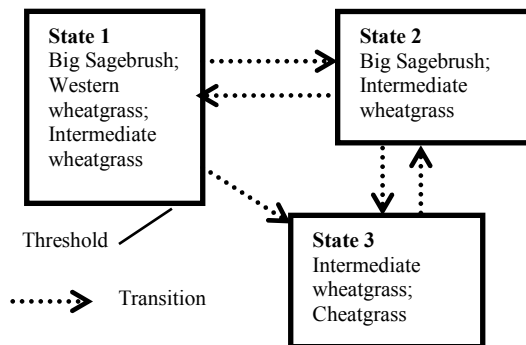 State 1
Big Sagebrush;
Western
wheatgrass;
Intermediate
wheatgrass
State 2
Big Sagebrush;
Intermediate
wheatgrass
Threshold
State 3
Intermediate
wheatgrass;
Cheatgrass
Transition